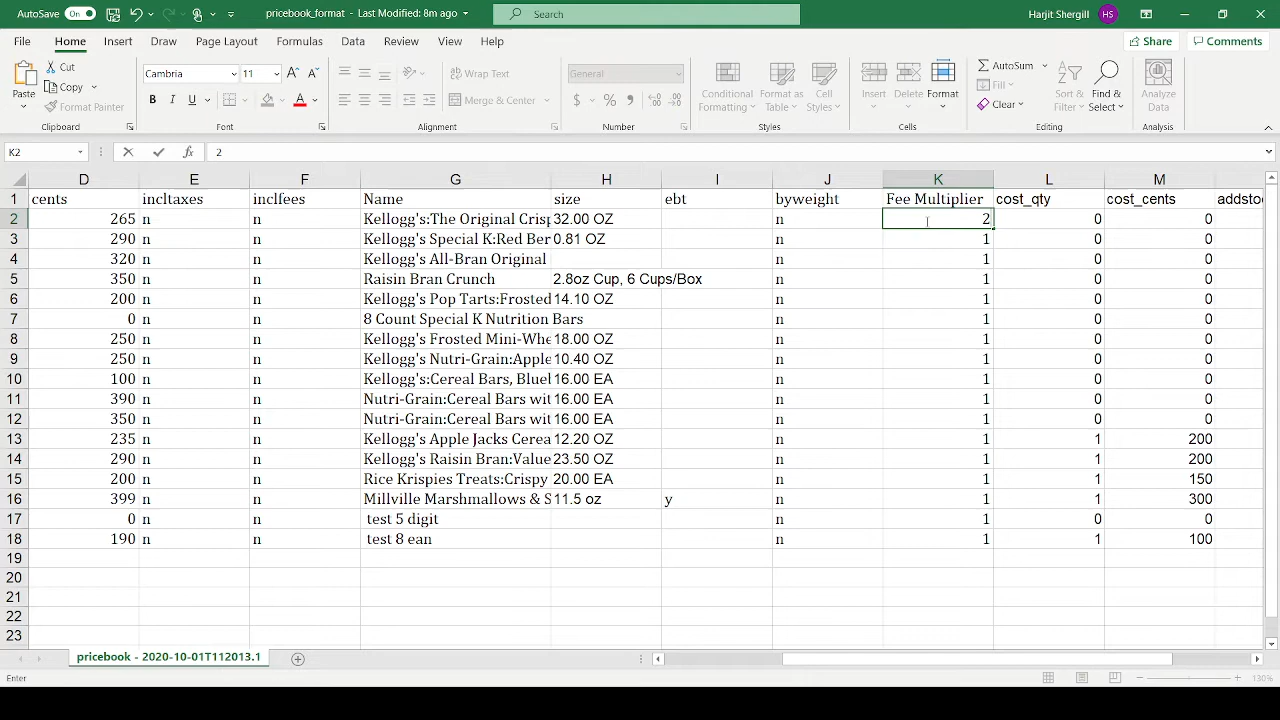 AutoSave On pricebook_format - Last Modified: 8m ago Search Harjit Shergill HS
File Home Insert Draw Page Layout Formulas Data Review View Help Share Comments
Paste Cut Copy Format Painter
Cambria 11
B I U A
Wrap Text
Merge & Center
General
$ % ,
Conditional Formatting
Format as Table
Cell Styles
Insert Delete Format
AutoSum Fill Clear
Sort & Filter
Find & Select
Analyze Data
Clipboard Font Alignment Number Styles Cells Editing Analysis
K2 fx 2
D E F G H I J K L M
1 cents incltaxes inclfees Name size ebt byweight Fee Multiplier cost_qty cost_cents addsto
2 265 n n Kellogg's:The Original Crisp 32.00 OZ n 2 0 0
3 290 n n Kellogg's Special K:Red Ber 0.81 OZ n 1 0 0
4 320 n n Kellogg's All-Bran Original n 1 0 0
5 350 n n Raisin Bran Crunch 2.8oz Cup, 6 Cups/Box n 1 0 0
6 200 n n Kellogg's Pop Tarts:Frosted 14.10 OZ n 1 0 0
7 0 n n 8 Count Special K Nutrition Bars n 1 0 0
8 250 n n Kellogg's Frosted Mini-Whe 18.00 OZ n 1 0 0
9 250 n n Kellogg's Nutri-Grain:Apple 10.40 OZ n 1 0 0
10 100 n n Kellogg's:Cereal Bars, Bluel 16.00 EA n 1 0 0
11 390 n n Nutri-Grain:Cereal Bars wit 16.00 EA n 1 0 0
12 350 n n Nutri-Grain:Cereal Bars wit 16.00 EA n 1 0 0
13 235 n n Kellogg's Apple Jacks Cerea 12.20 OZ n 1 1 200
14 290 n n Kellogg's Raisin Bran:Value 23.50 OZ n 1 1 200
15 200 n n Rice Krispies Treats:Crispy 20.00 EA n 1 1 150
16 399 n n Millville Marshmallows & S 11.5 oz y n 1 1 300
17 0 n n test 5 digit n 1 0 0
18 190 n n test 8 ean n 1 1 100
19
20
21
22
23
pricebook - 2020-10-01T112013.1
Enter 130%